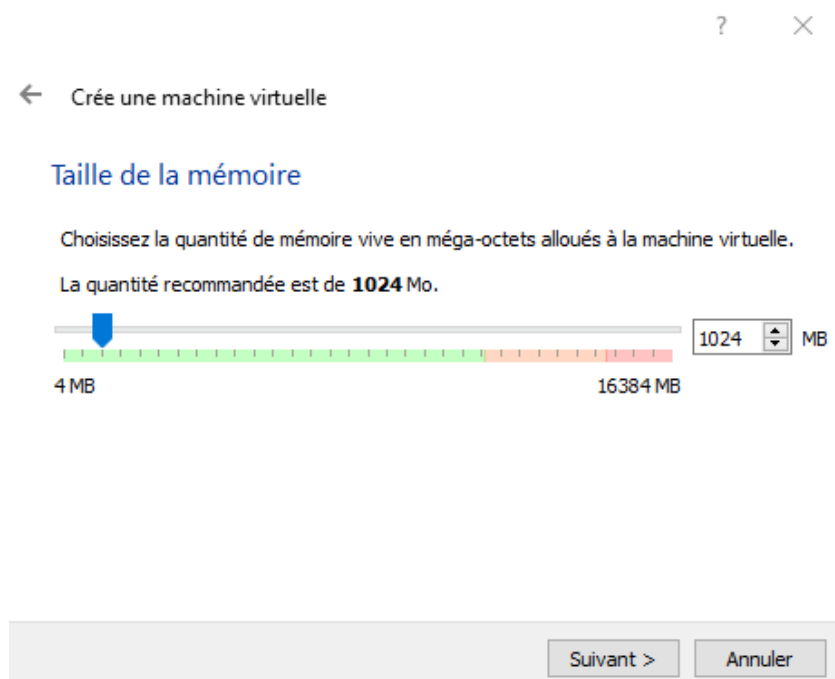 ?
Crée une machine virtuelle
Taille de la mémoire
Choisissez la quantité de mémoire vive en méga-octets alloués à la machine virtuelle.
La quantité recommandée est de 1024 Mo.
1024 MB
4 MB 16384 MB
Suivant > Annuler